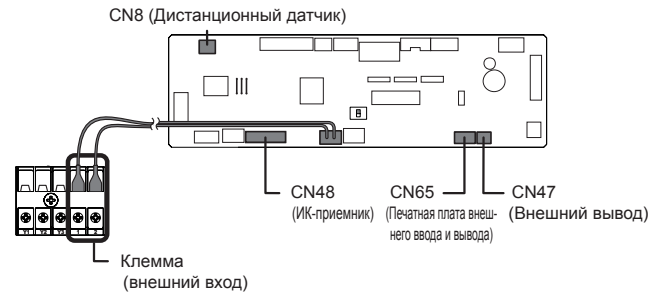 CN8 (Дистанционный датчик)
CN48
(ИК-приемник)
CN65
(Печатная плата внеш-
него ввода и вывода)
CN47
(Внешний вывод)
Клемма
(внешний вход)